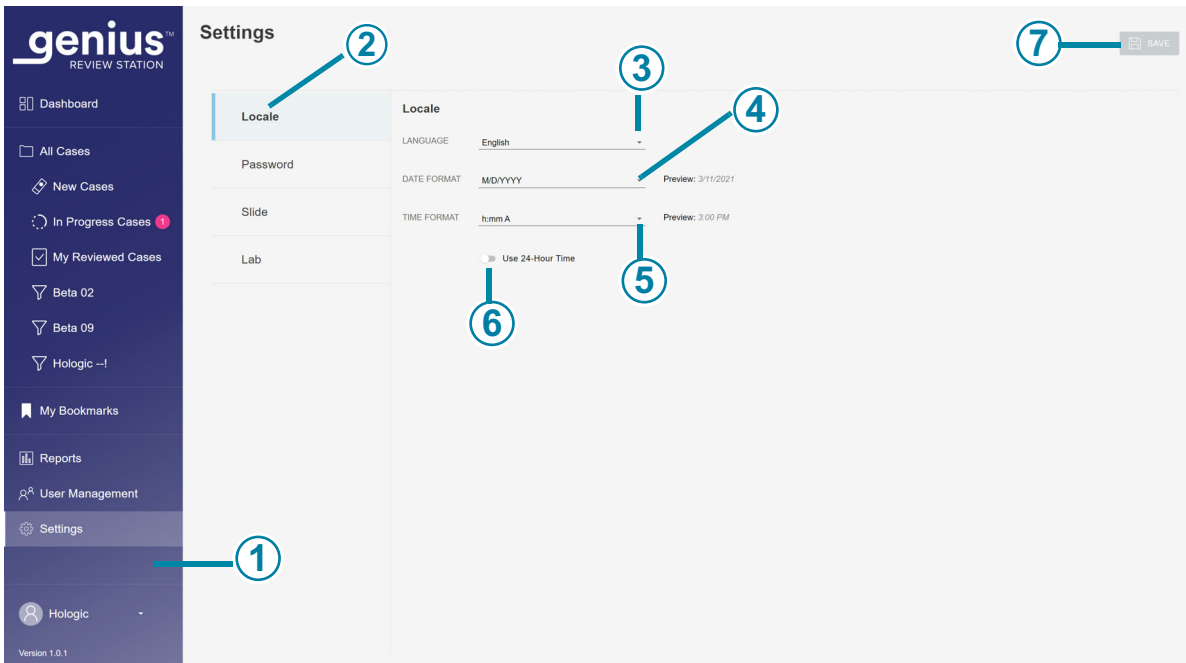 genius™
REVIEW STATION
Dashboard
All Cases
New Cases
In Progress Cases 1
My Reviewed Cases
Beta 02
Beta 09
Hologic --!
My Bookmarks
Reports
User Management
Settings
Hologic
Version 1.0.1
Settings
SAVE
Locale
Password
Slide
Lab
Locale
LANGUAGE English
DATE FORMAT M/D/YYYY Preview: 3/11/2021
TIME FORMAT h:mm A Preview: 3:00 PM
Use 24-Hour Time
1
2
3
4
5
6
7